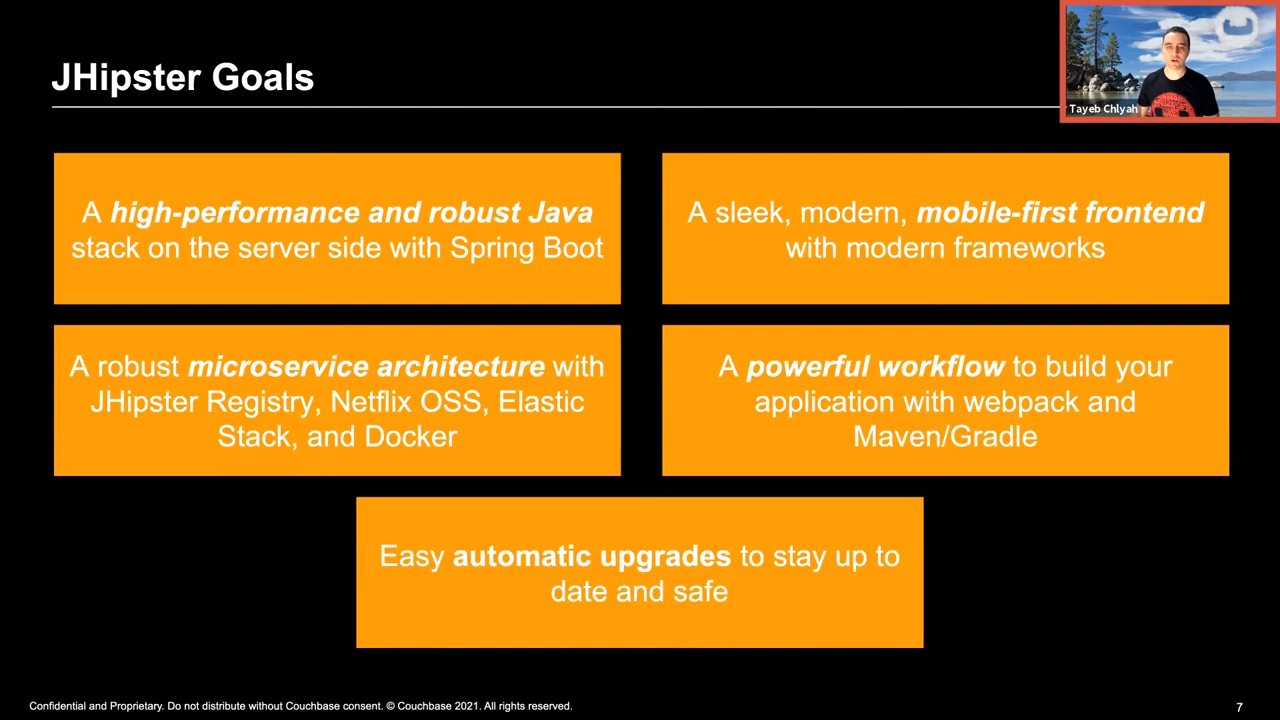 JHipster Goals
Tayeb Chlyah
A high-performance and robust Java
stack on the server side with Spring Boot
A sleek, modern, mobile-first frontend
with modern frameworks
A robust microservice architecture with
JHipster Registry, Netflix OSS, Elastic
Stack, and Docker
A powerful workflow to build your
application with webpack and
Maven/Gradle
Easy automatic upgrades to stay up to
date and safe
Confidential and Proprietary. Do not distribute without Couchbase consent. © Couchbase 2021. All rights reserved.
7